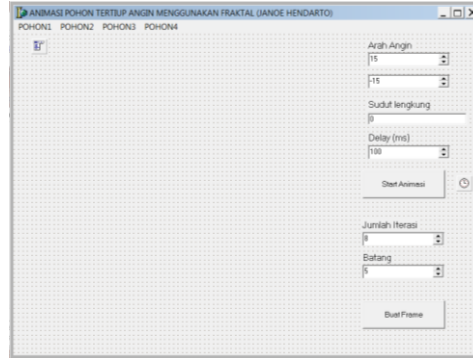 ANIMASI POHON TERTIUP ANGIN MENGGUNAKAN FRAKTAL (JANOE HENDARTO)
POHON1 POHON2 POHON3 POHON4
Arah Angin
15
-15
Sudut lengkung
0
Delay (ms)
100
Start Animasi
Jumlah Iterasi
8
Batang
5
Buat Frame